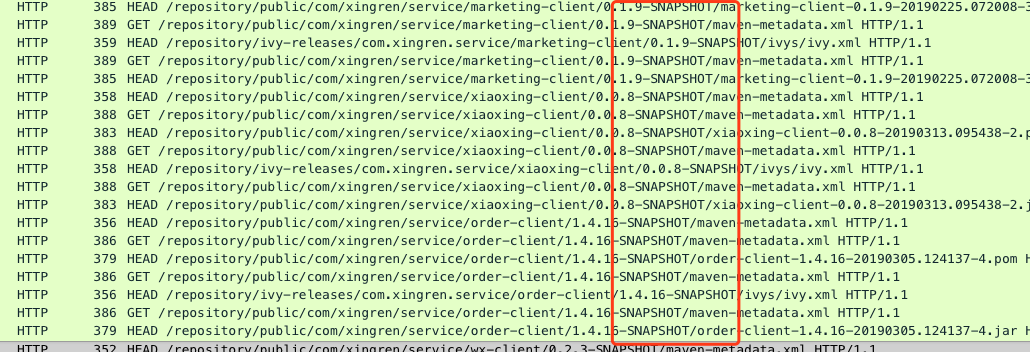 HTTP 385 HEAD /repository/public/com/xingren/service/marketing-client/0.1.9-SNAPSHOT/marketing-client-0.1.9-20190225.072008-3
HTTP 389 GET /repository/public/com/xingren/service/marketing-client/0.1.9-SNAPSHOT/maven-metadata.xml HTTP/1.1
HTTP 359 HEAD /repository/ivy-releases/com.xingren.service/marketing-client/0.1.9-SNAPSHOT/ivys/ivy.xml HTTP/1.1
HTTP 389 GET /repository/public/com/xingren/service/marketing-client/0.1.9-SNAPSHOT/maven-metadata.xml HTTP/1.1
HTTP 385 HEAD /repository/public/com/xingren/service/marketing-client/0.1.9-SNAPSHOT/marketing-client-0.1.9-20190225.072008-3
HTTP 358 HEAD /repository/public/com/xingren/service/xiaoxing-client/0.0.8-SNAPSHOT/maven-metadata.xml HTTP/1.1
HTTP 388 GET /repository/public/com/xingren/service/xiaoxing-client/0.0.8-SNAPSHOT/maven-metadata.xml HTTP/1.1
HTTP 383 HEAD /repository/public/com/xingren/service/xiaoxing-client/0.0.8-SNAPSHOT/xiaoxing-client-0.0.8-20190313.095438-2.p
HTTP 388 GET /repository/public/com/xingren/service/xiaoxing-client/0.0.8-SNAPSHOT/maven-metadata.xml HTTP/1.1
HTTP 358 HEAD /repository/ivy-releases/com.xingren.service/xiaoxing-client/0.0.8-SNAPSHOT/ivys/ivy.xml HTTP/1.1
HTTP 388 GET /repository/public/com/xingren/service/xiaoxing-client/0.0.8-SNAPSHOT/maven-metadata.xml HTTP/1.1
HTTP 383 HEAD /repository/public/com/xingren/service/xiaoxing-client/0.0.8-SNAPSHOT/xiaoxing-client-0.0.8-20190313.095438-2.j
HTTP 356 HEAD /repository/public/com/xingren/service/order-client/1.4.16-SNAPSHOT/maven-metadata.xml HTTP/1.1
HTTP 386 GET /repository/public/com/xingren/service/order-client/1.4.16-SNAPSHOT/maven-metadata.xml HTTP/1.1
HTTP 379 HEAD /repository/public/com/xingren/service/order-client/1.4.16-SNAPSHOT/order-client-1.4.16-20190305.124137-4.pom H
HTTP 386 GET /repository/public/com/xingren/service/order-client/1.4.16-SNAPSHOT/maven-metadata.xml HTTP/1.1
HTTP 356 HEAD /repository/ivy-releases/com.xingren.service/order-client/1.4.16-SNAPSHOT/ivys/ivy.xml HTTP/1.1
HTTP 386 GET /repository/public/com/xingren/service/order-client/1.4.16-SNAPSHOT/maven-metadata.xml HTTP/1.1
HTTP 379 HEAD /repository/public/com/xingren/service/order-client/1.4.16-SNAPSHOT/order-client-1.4.16-20190305.124137-4.jar H
HTTP 352 HEAD /repository/public/com/xingren/service/wx-client/0.2.3-SNAPSHOT/maven-metadata.xml HTTP/1.1